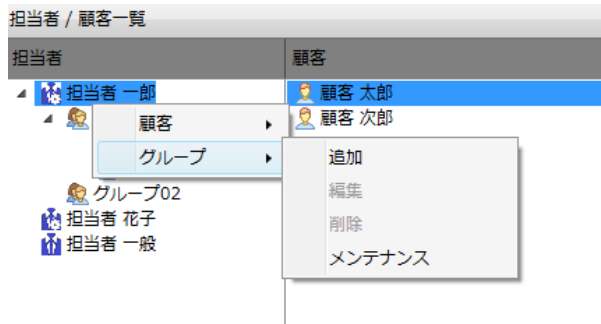 担当者 / 顧客一覧
担当者
顧客
担当者 一郎
顧客 太郎
顧客 次郎
顧客
グループ
追加
編集
削除
メンテナンス
グループ02
担当者 花子
担当者 一般